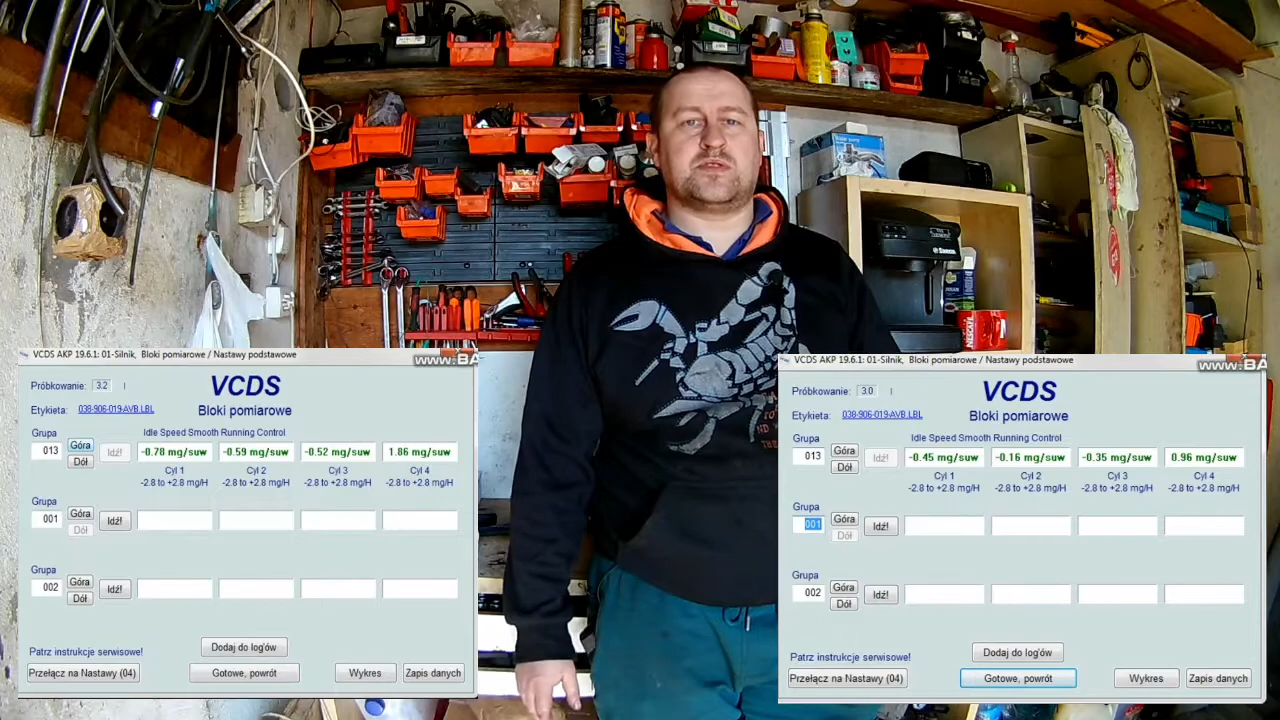 VCDS AKP 19.6.1: 01-Silnik, Bloki pomiarowe / Nastawy podstawowe
www.BA
Próbkowanie: 3.2
VCDS
Etykieta: 038-906-019-AVB.LBL
Bloki pomiarowe
Grupa
Idle Speed Smooth Running Control
013 Góra Dół Idź! -0.78 mg/suw -0.59 mg/suw -0.52 mg/suw 1.86 mg/suw
Cyl 1 Cyl 2 Cyl 3 Cyl 4
-2.8 to +2.8 mg/H -2.8 to +2.8 mg/H -2.8 to +2.8 mg/H -2.8 to +2.8 mg/H
Grupa
001 Góra Dół Idź!
Grupa
002 Góra Dół Idź!
Patrz instrukcje serwisowe!
Dodaj do log'ów
Przełącz na Nastawy (04) Gotowe, powrót Wykres Zapis danych
VCDS AKP 19.6.1: 01-Silnik, Bloki pomiarowe / Nastawy podstawowe
www.BA
Próbkowanie: 3.0
VCDS
Etykieta: 038-906-019-AVB.LBL
Bloki pomiarowe
Grupa
Idle Speed Smooth Running Control
013 Góra Dół Idź! -0.45 mg/suw -0.16 mg/suw -0.35 mg/suw 0.96 mg/suw
Cyl 1 Cyl 2 Cyl 3 Cyl 4
-2.8 to +2.8 mg/H -2.8 to +2.8 mg/H -2.8 to +2.8 mg/H -2.8 to +2.8 mg/H
Grupa
001 Góra Dół Idź!
Grupa
002 Góra Dół Idź!
Patrz instrukcje serwisowe!
Dodaj do log'ów
Przełącz na Nastawy (04) Gotowe, powrót Wykres Zapis danych